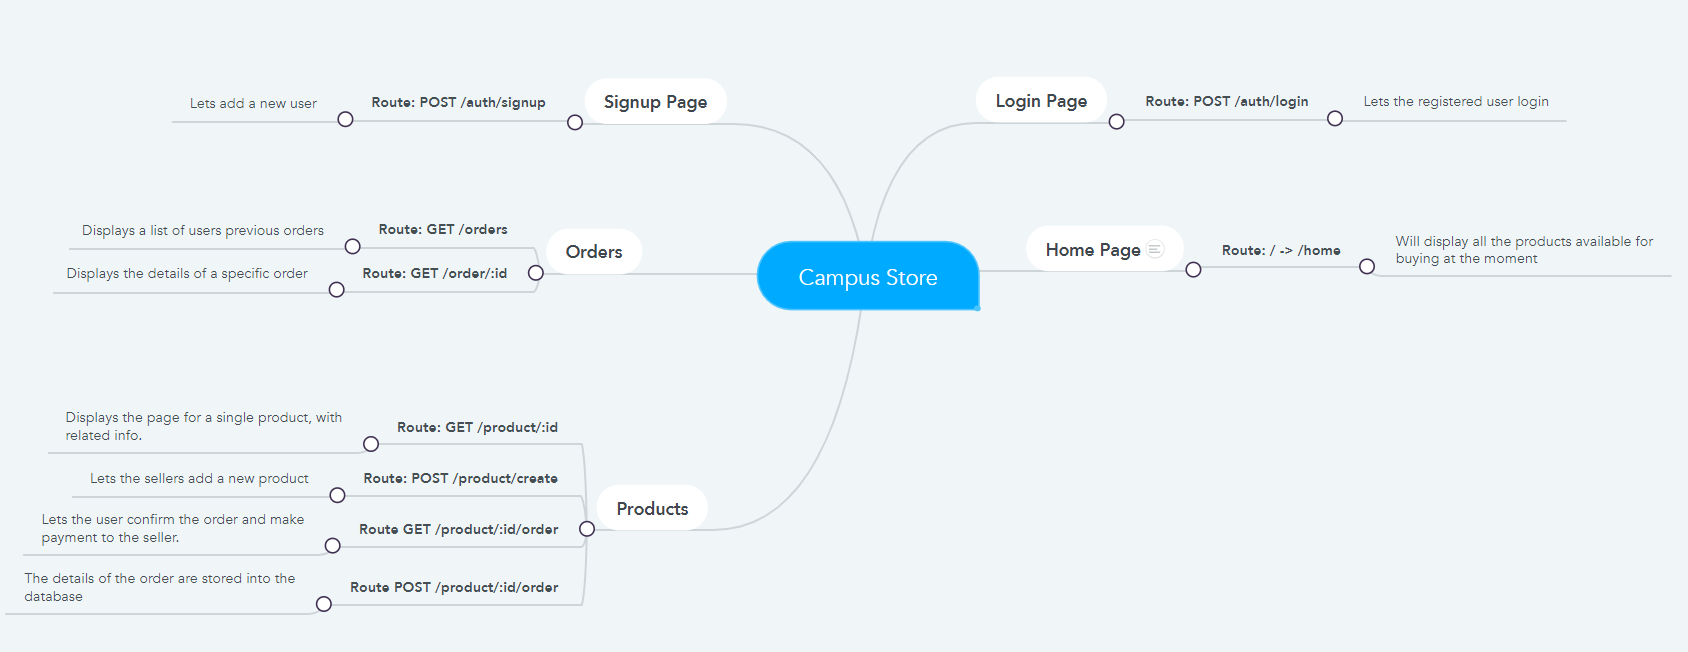 Campus Store
Signup Page
Route: POST /auth/signup
Lets add a new user
Login Page
Route: POST /auth/login
Lets the registered user login
Orders
Route: GET /orders
Displays a list of users previous orders
Route: GET /order/:id
Displays the details of a specific order
Home Page
Route: / -> /home
Will display all the products available for
buying at the moment
Products
Route: GET /product/:id
Displays the page for a single product, with
related info.
Route: POST /product/create
Lets the sellers add a new product
Route GET /product/:id/order
Lets the user confirm the order and make
payment to the seller.
Route POST /product/:id/order
The details of the order are stored into the
database